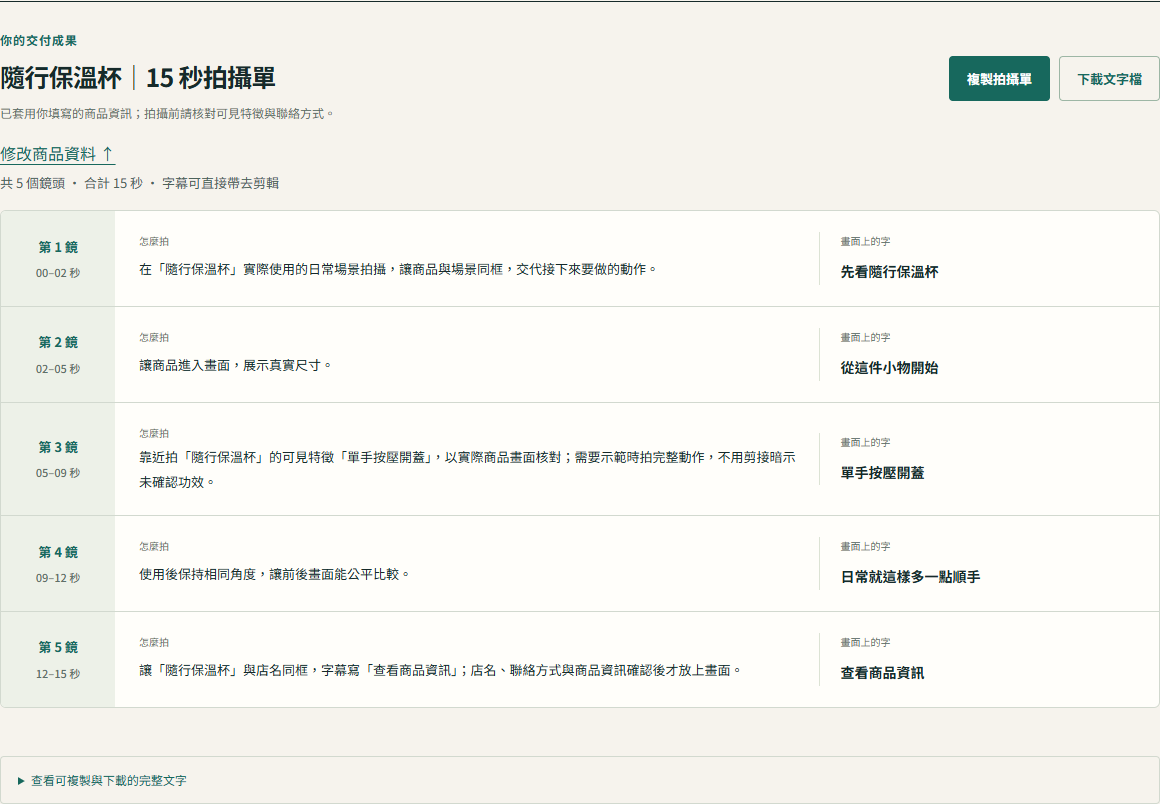 你的交付成果
隨行保溫杯｜15 秒拍攝單
已套用你填寫的商品資訊；拍攝前請核對可見特徵與聯絡方式。
複製拍攝單
下載文字檔
修改商品資料 ↑
共 5 個鏡頭 · 合計 15 秒 · 字幕可直接帶去剪輯
第 1 鏡
00–02 秒
怎麼拍
在「隨行保溫杯」實際使用的日常場景拍攝，讓商品與場景同框，交代接下來要做的動作。
畫面上的字
先看隨行保溫杯
第 2 鏡
02–05 秒
怎麼拍
讓商品進入畫面，展示真實尺寸。
畫面上的字
從這件小物開始
第 3 鏡
05–09 秒
怎麼拍
靠近拍「隨行保溫杯」的可見特徵「單手按壓開蓋」，以實際商品畫面核對；需要示範時拍完整動作，不用剪接暗示
未確認功效。
畫面上的字
單手按壓開蓋
第 4 鏡
09–12 秒
怎麼拍
使用後保持相同角度，讓前後畫面能公平比較。
畫面上的字
日常就這樣多一點順手
第 5 鏡
12–15 秒
怎麼拍
讓「隨行保溫杯」與店名同框，字幕寫「查看商品資訊」；店名、聯絡方式與商品資訊確認後才放上畫面。
畫面上的字
查看商品資訊
▶ 查看可複製與下載的完整文字